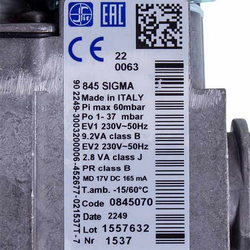 sit
EAC
CE
22
0063
845 SIGMA
Made in ITALY
Pi max 60mbar
Po 1- 37 mbar
EV1 230V~50Hz
9.2VA class B
EV2 230V~50Hz
2.8 VA class J
PR class B
MD 17V DC 165 mA
T.amb. -15/60°C
Code 0845070
Date 2249
Lot 1557632
Nr 1537